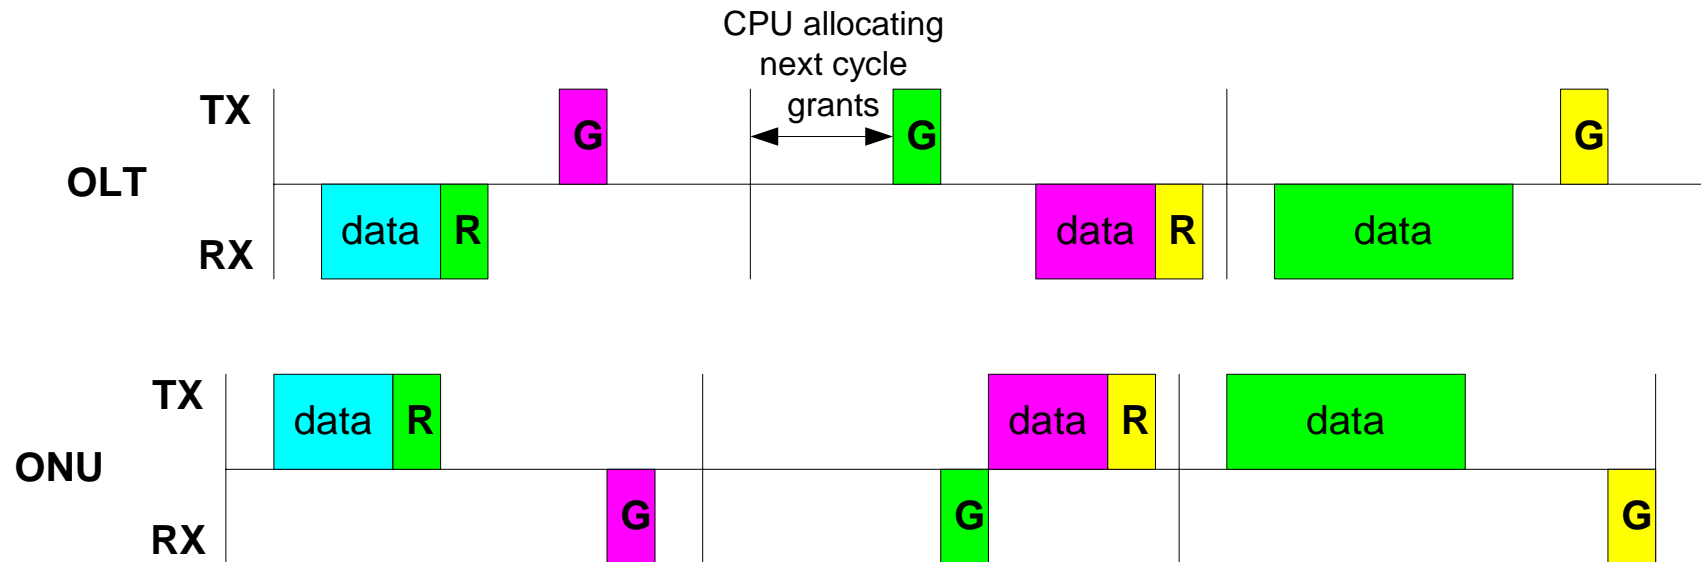 CPU allocating
next cycle
grants
TX
G
G
G
OLT
data
R
data
R
data
RX
TX
data
R
data
R
data
ONU
G
G
G
RX